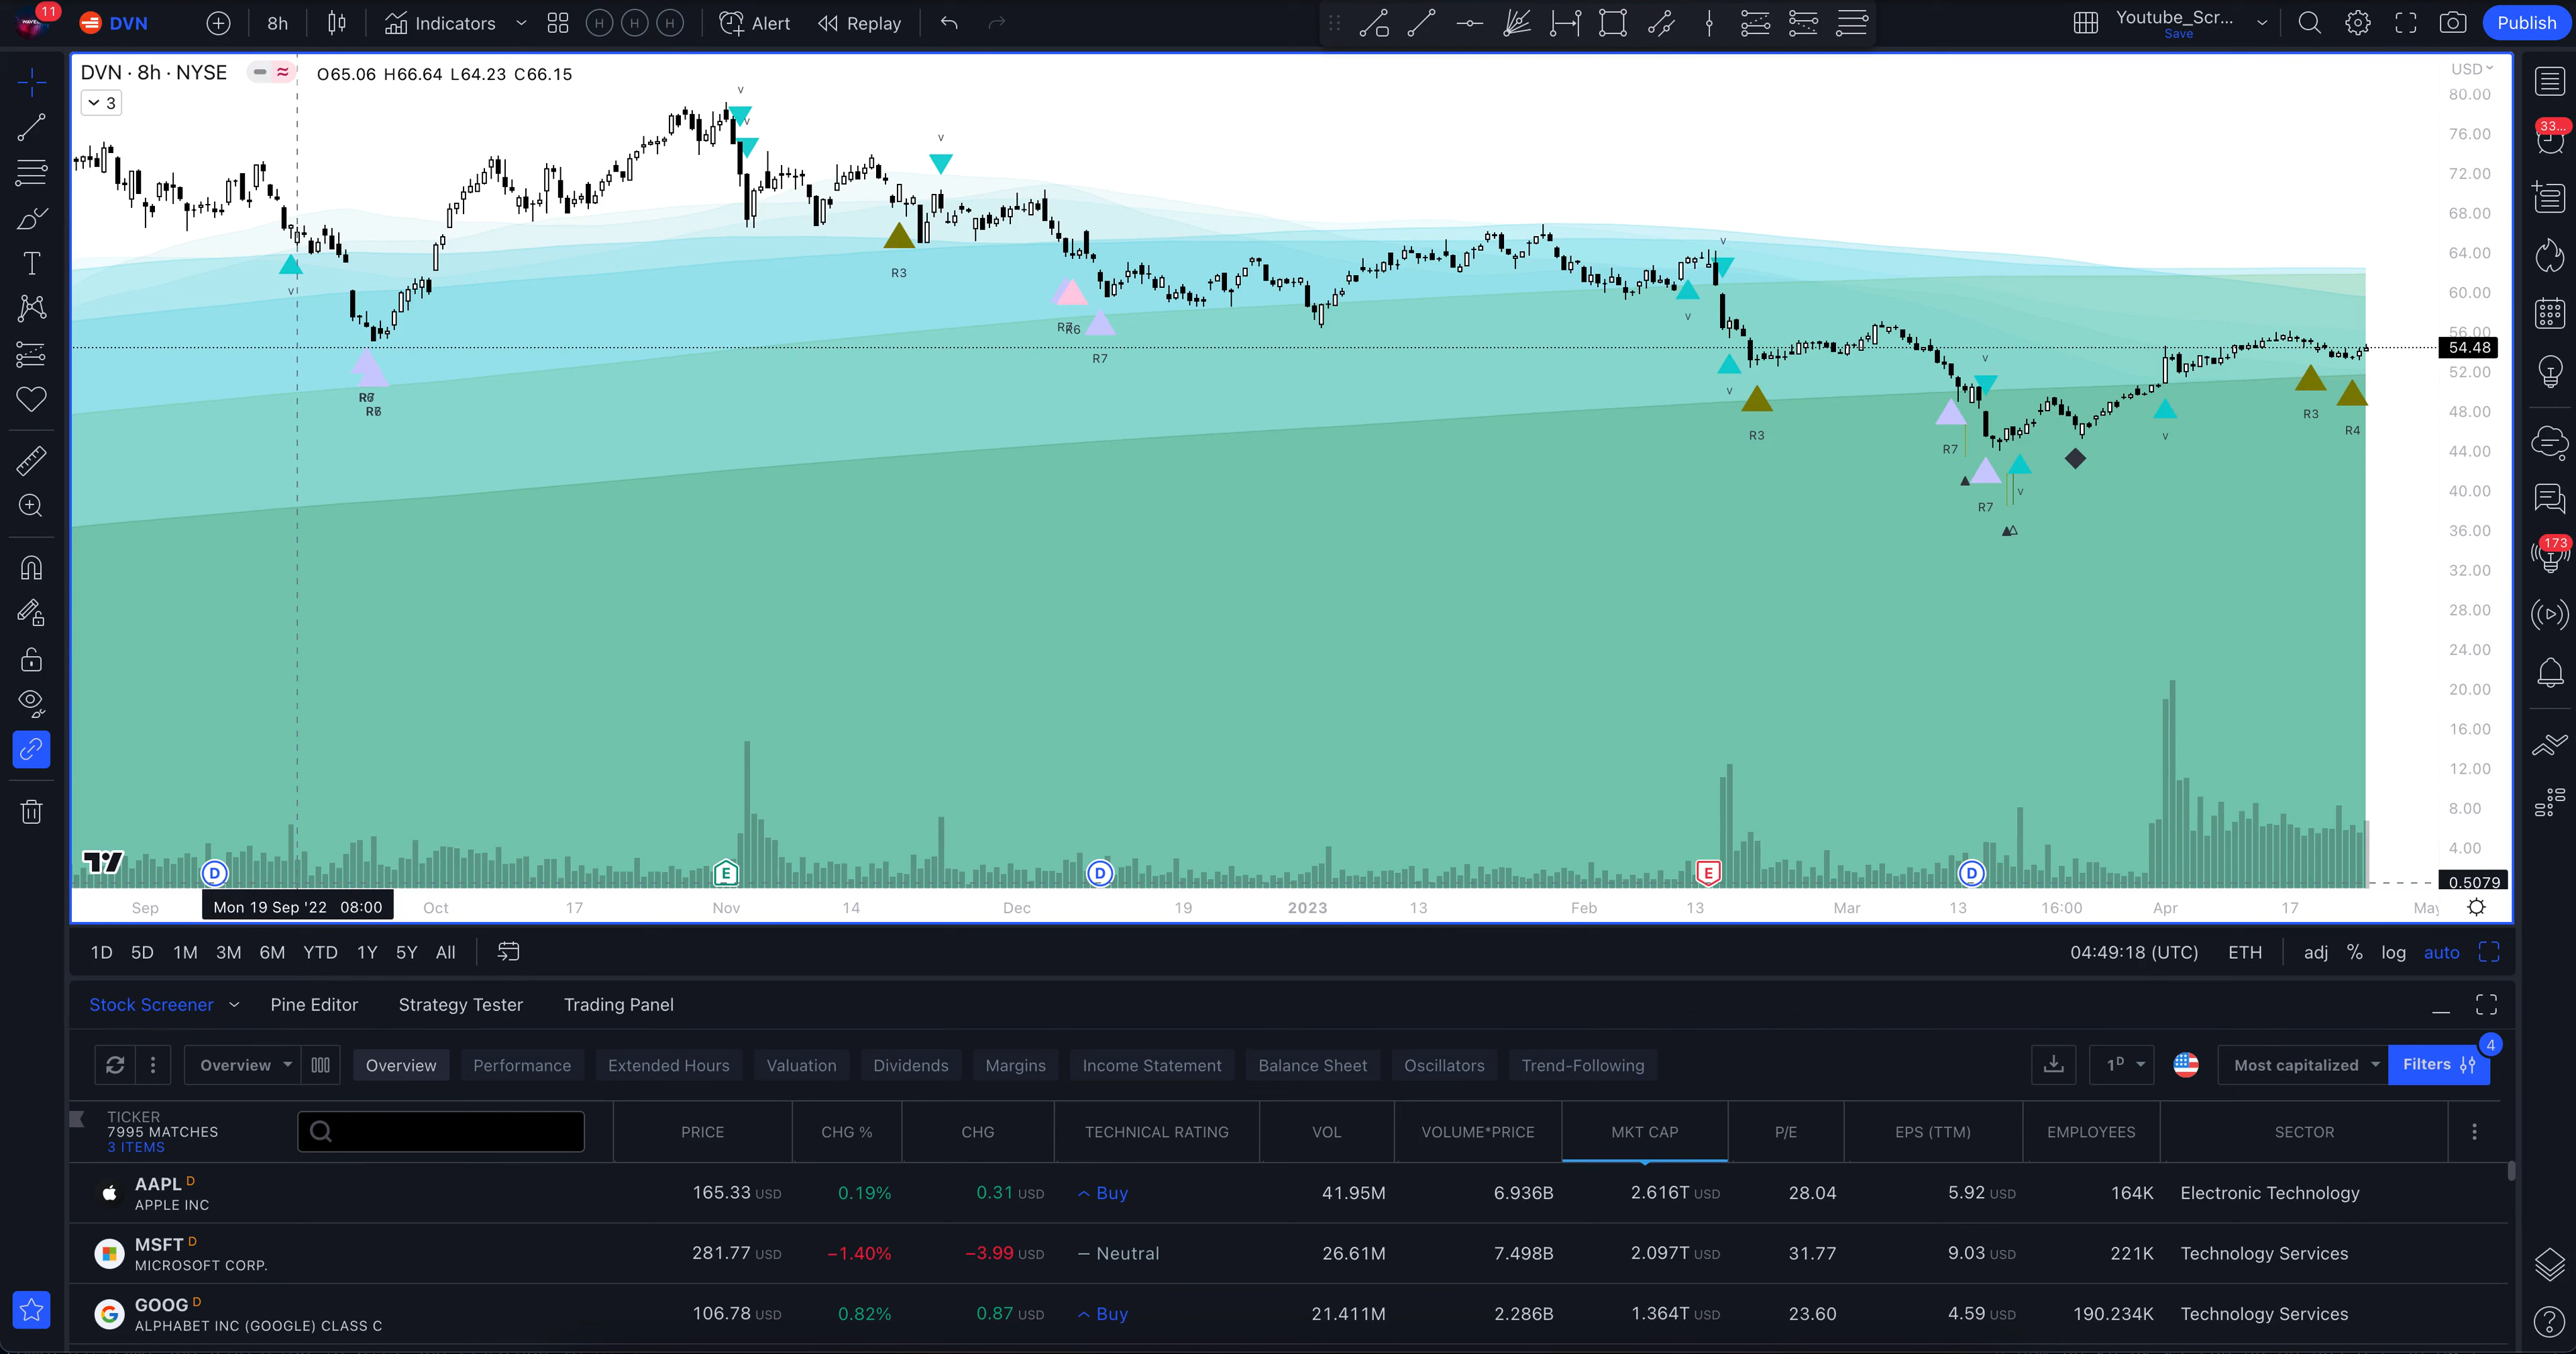 11 DVN 8h Indicators H H H Alert Replay Youtube_Scr... Save Publish
DVN · 8h · NYSE O65.06 H66.64 L64.23 C66.15 USD
3
80.00
76.00
72.00
68.00
64.00
60.00
56.00
54.48
52.00
48.00
44.00
40.00
36.00
32.00
28.00
24.00
20.00
16.00
12.00
8.00
4.00
0.5079
v
v
v
v
v
v
v
v
v
v
R3
R7
R7
R3
R7
R7
R3
R4
D E D E D
33...
173
Sep Mon 19 Sep '22 08:00 Oct 17 Nov 14 Dec 19 2023 13 Feb 13 Mar 13 16:00 Apr 17 May
1D 5D 1M 3M 6M YTD 1Y 5Y All 04:49:18 (UTC) ETH adj % log auto
Stock Screener Pine Editor Strategy Tester Trading Panel
Overview Overview Performance Extended Hours Valuation Dividends Margins Income Statement Balance Sheet Oscillators Trend-Following 1D Most capitalized Filters 4
TICKER
7995 MATCHES
3 ITEMS
PRICE CHG % CHG TECHNICAL RATING VOL VOLUME*PRICE MKT CAP P/E EPS (TTM) EMPLOYEES SECTOR
AAPL D 165.33 USD 0.19% 0.31 USD Buy 41.95M 6.936B 2.616T USD 28.04 5.92 USD 164K Electronic Technology
APPLE INC
MSFT D 281.77 USD −1.40% −3.99 USD — Neutral 26.61M 7.498B 2.097T USD 31.77 9.03 USD 221K Technology Services
MICROSOFT CORP.
GOOG D 106.78 USD 0.82% 0.87 USD Buy 21.411M 2.286B 1.364T USD 23.60 4.59 USD 190.234K Technology Services
ALPHABET INC (GOOGLE) CLASS C